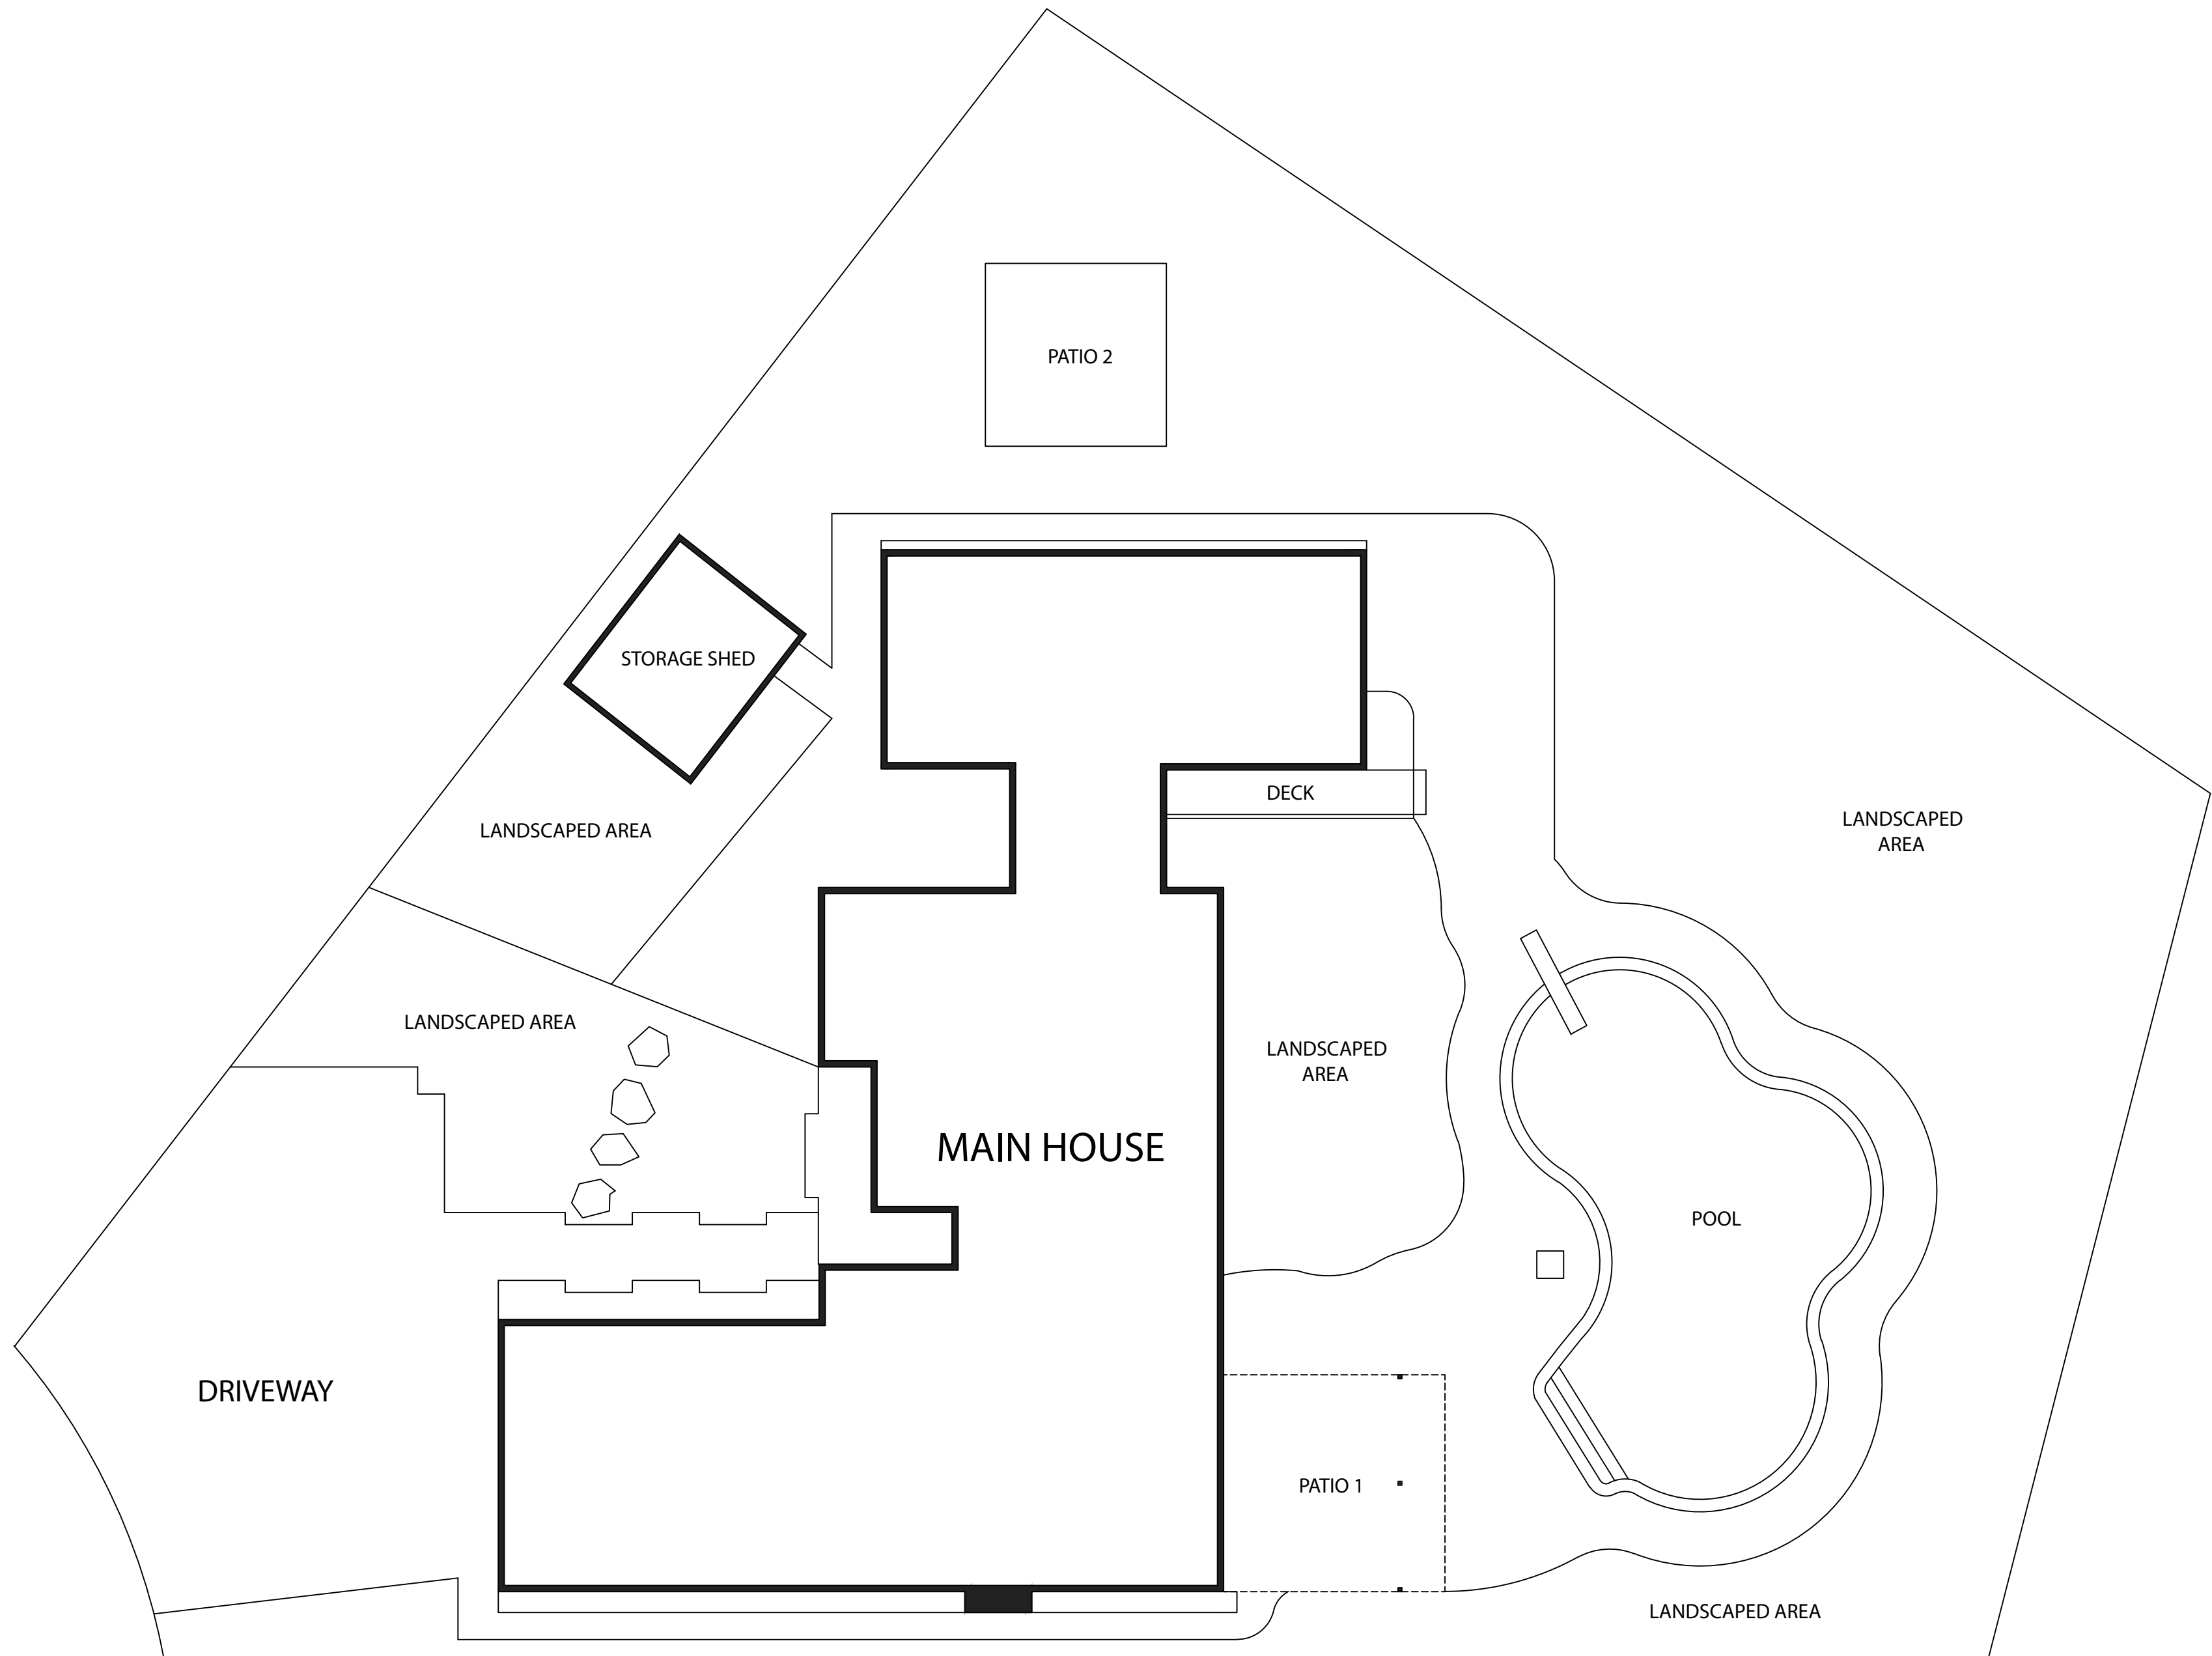 PATIO 2
STORAGE SHED
DECK
LANDSCAPED AREA
LANDSCAPED
AREA
LANDSCAPED AREA
LANDSCAPED
AREA
MAIN HOUSE
POOL
DRIVEWAY
PATIO 1
LANDSCAPED AREA